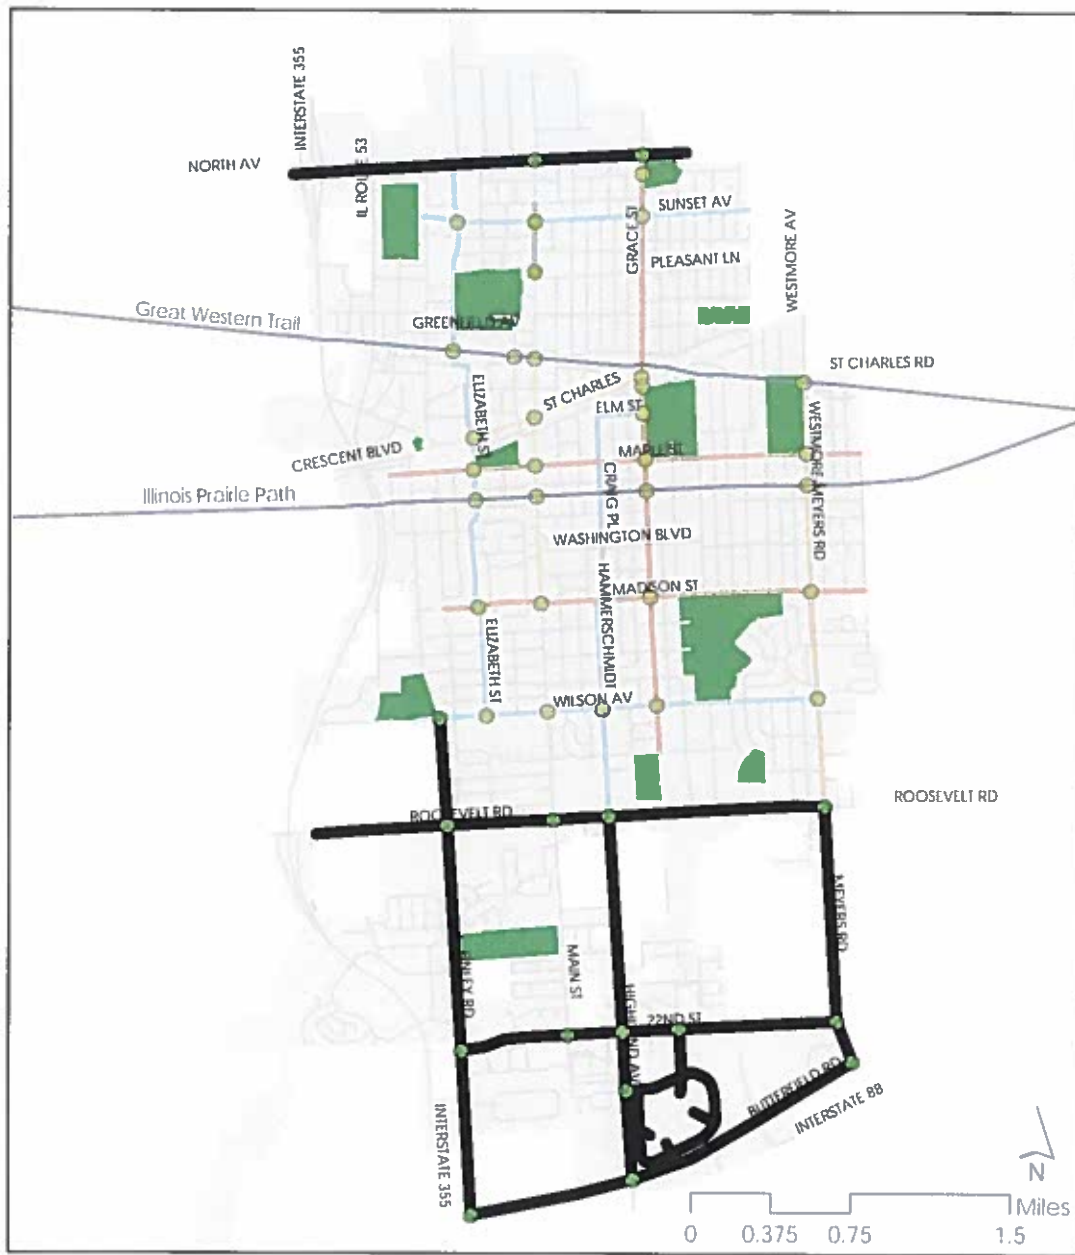 INTERSTATE 355
NORTH AV
SUNSET AV
GRACE ST
PLEASANT LN
WESTMORE AV
Great Western Trail
ST CHARLES RD
ELIZABETH ST
ST CHARLES
ELM ST
CRESCENT BLVD
MAPLE ST
CRAIG PL
WESTMORE MEYERS RD
Illinois Prairie Path
WASHINGTON BLVD
MADISON ST
HAMMERSCHMIDT
ELIZABETH ST
WILSON AV
ROOSEVELT RD
ROOSEVELT RD
MEYERS RD
MAIN ST
22ND ST
BUTTERFIELD RD
INTERSTATE 88
INTERSTATE 355
N
Miles
0 0.375 0.75 1.5